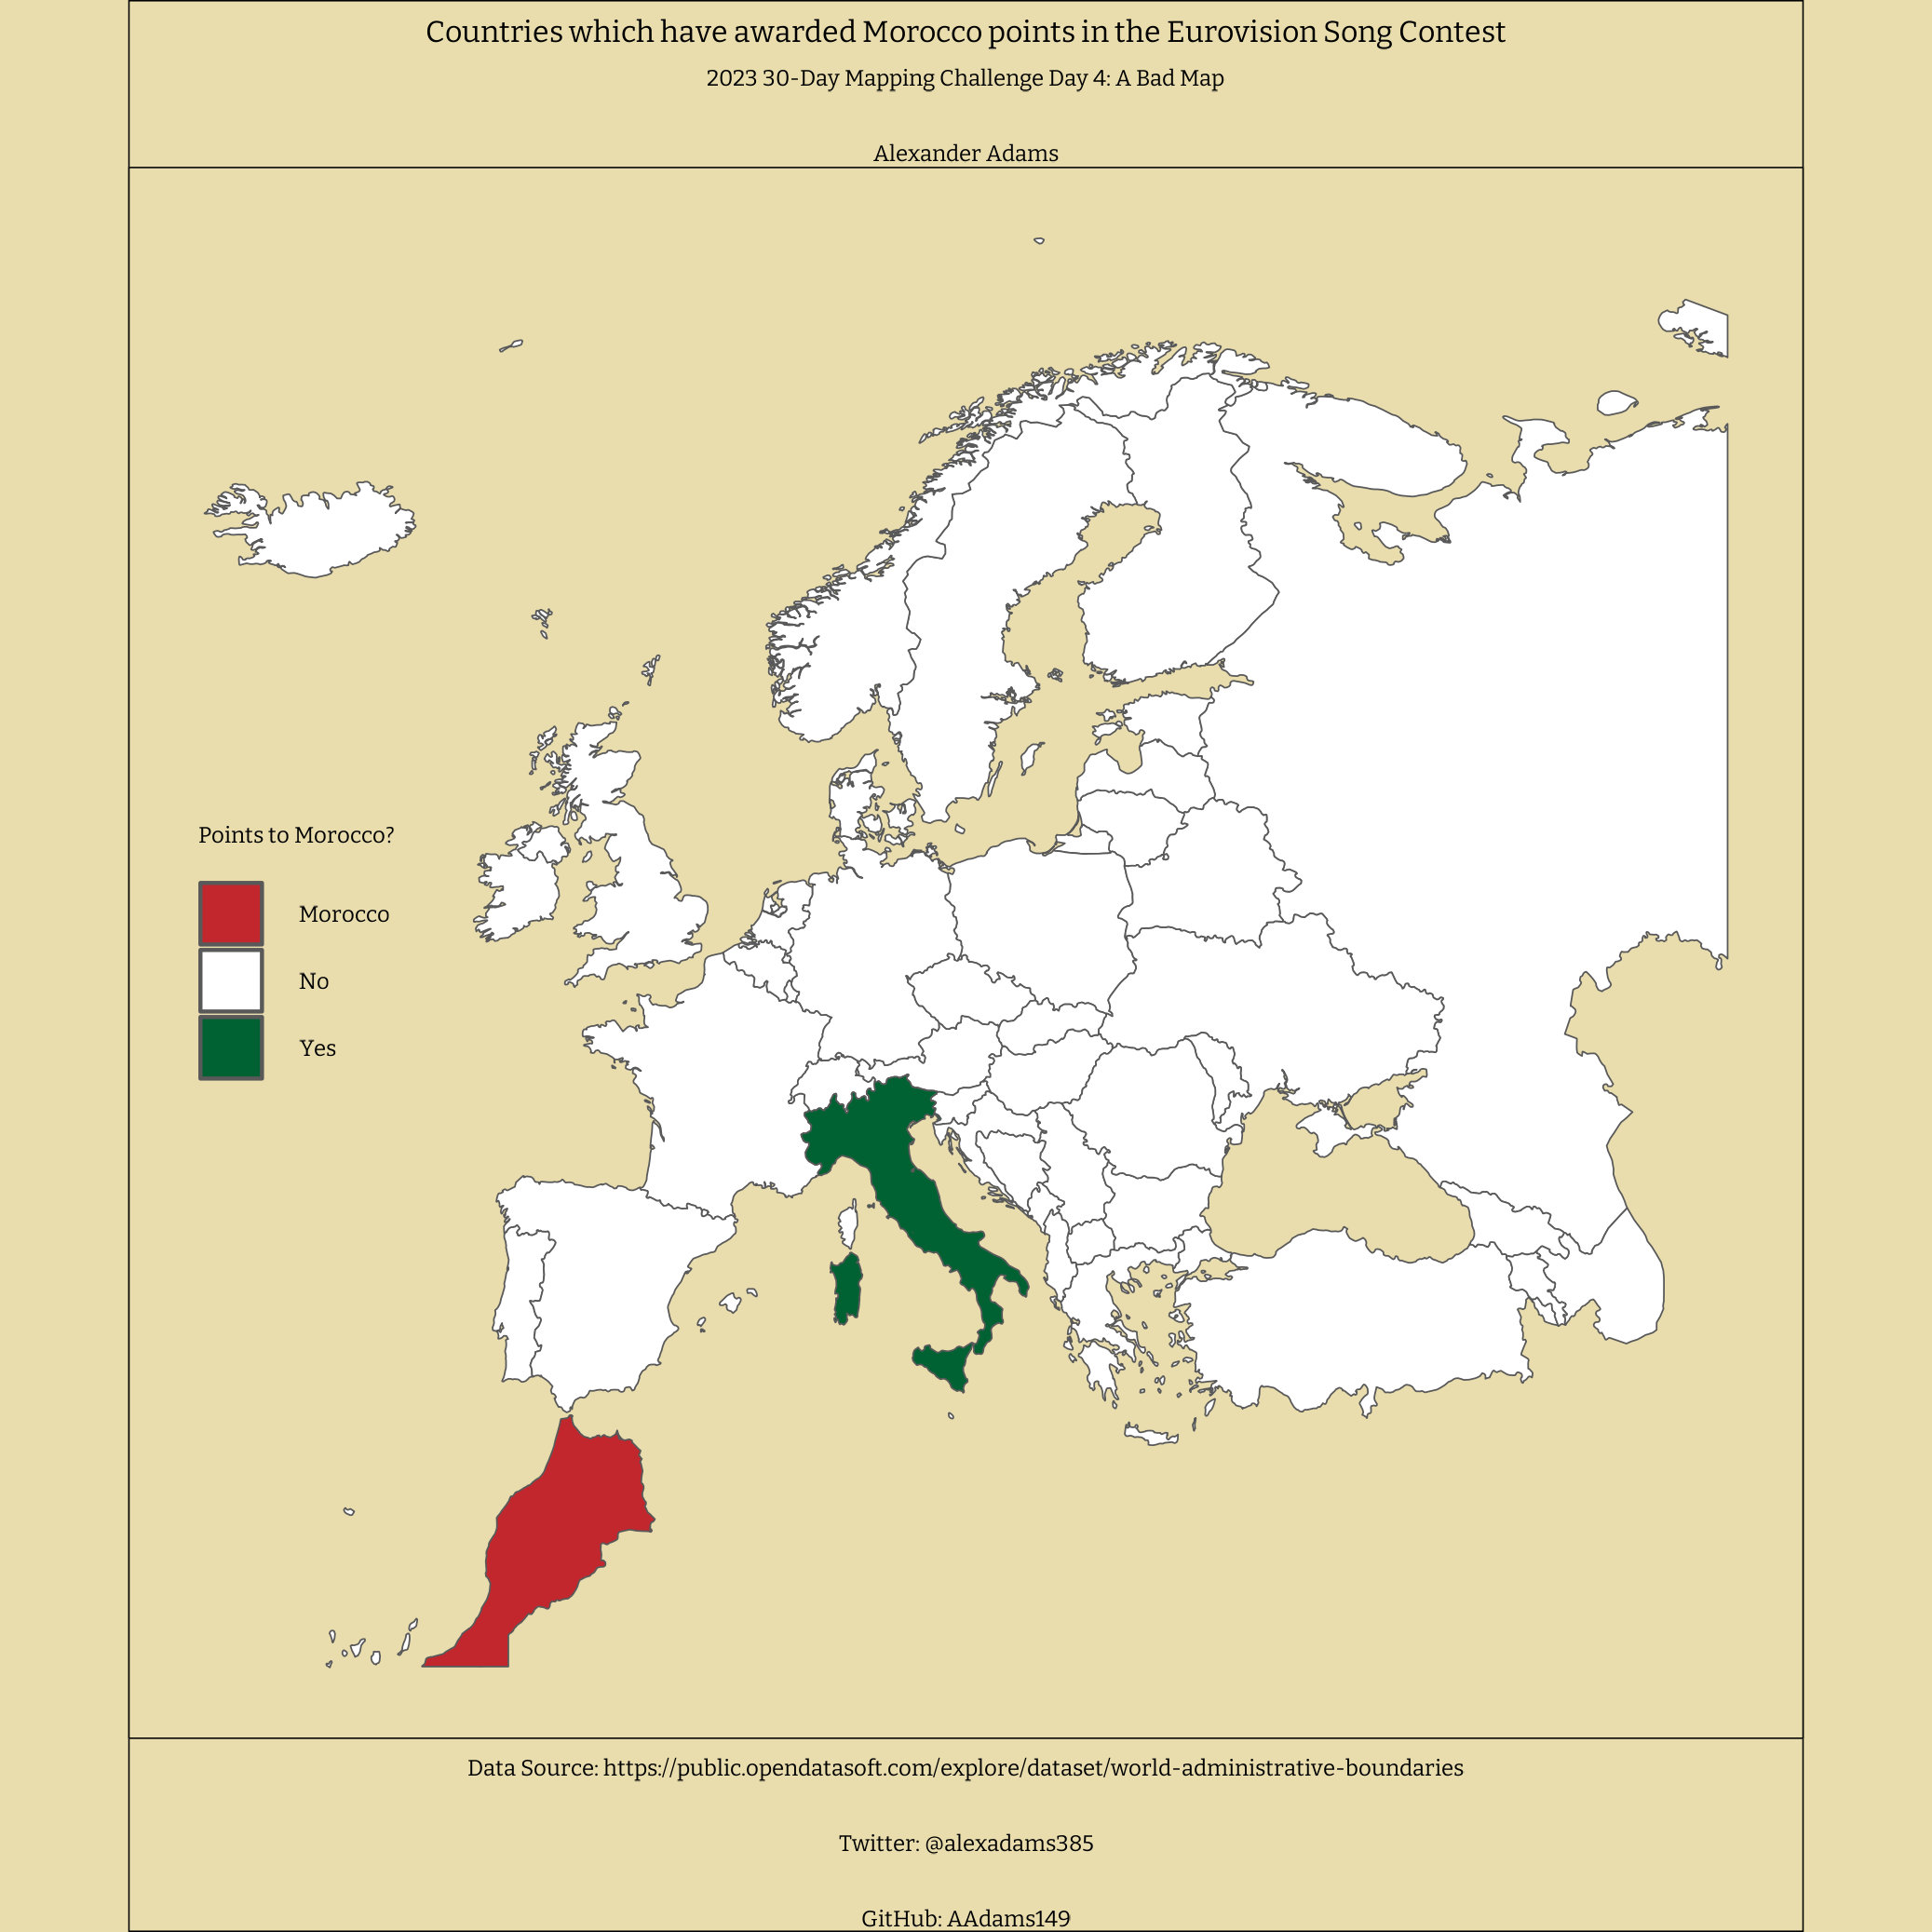 Countries which have awarded Morocco points in the Eurovision Song Contest
2023 30-Day Mapping Challenge Day 4: A Bad Map
Alexander Adams
Points to Morocco?
Morocco
No
Yes
Data Source: https://public.opendatasoft.com/explore/dataset/world-administrative-boundaries
Twitter: @alexadams385
GitHub: AAdams149